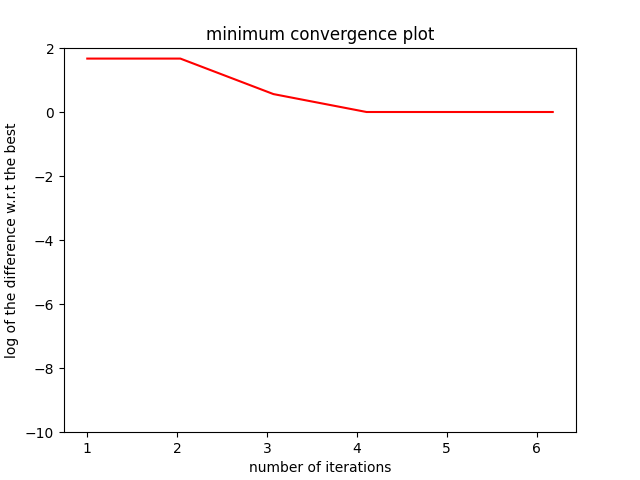 minimum convergence plot
log of the difference w.r.t the best
2
0
−2
−4
−6
−8
−10
1 2 3 4 5 6
number of iterations